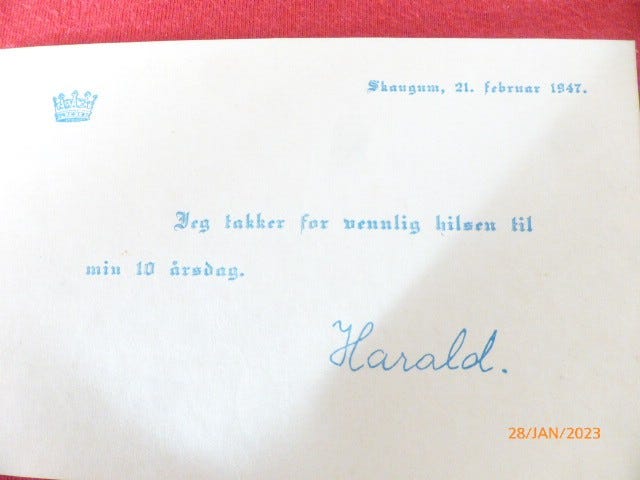 Skaugum, 21. februar 1947.
Jeg takker for vennlig hilsen til
min 10 årsdag.
Harald.
28/JAN/2023